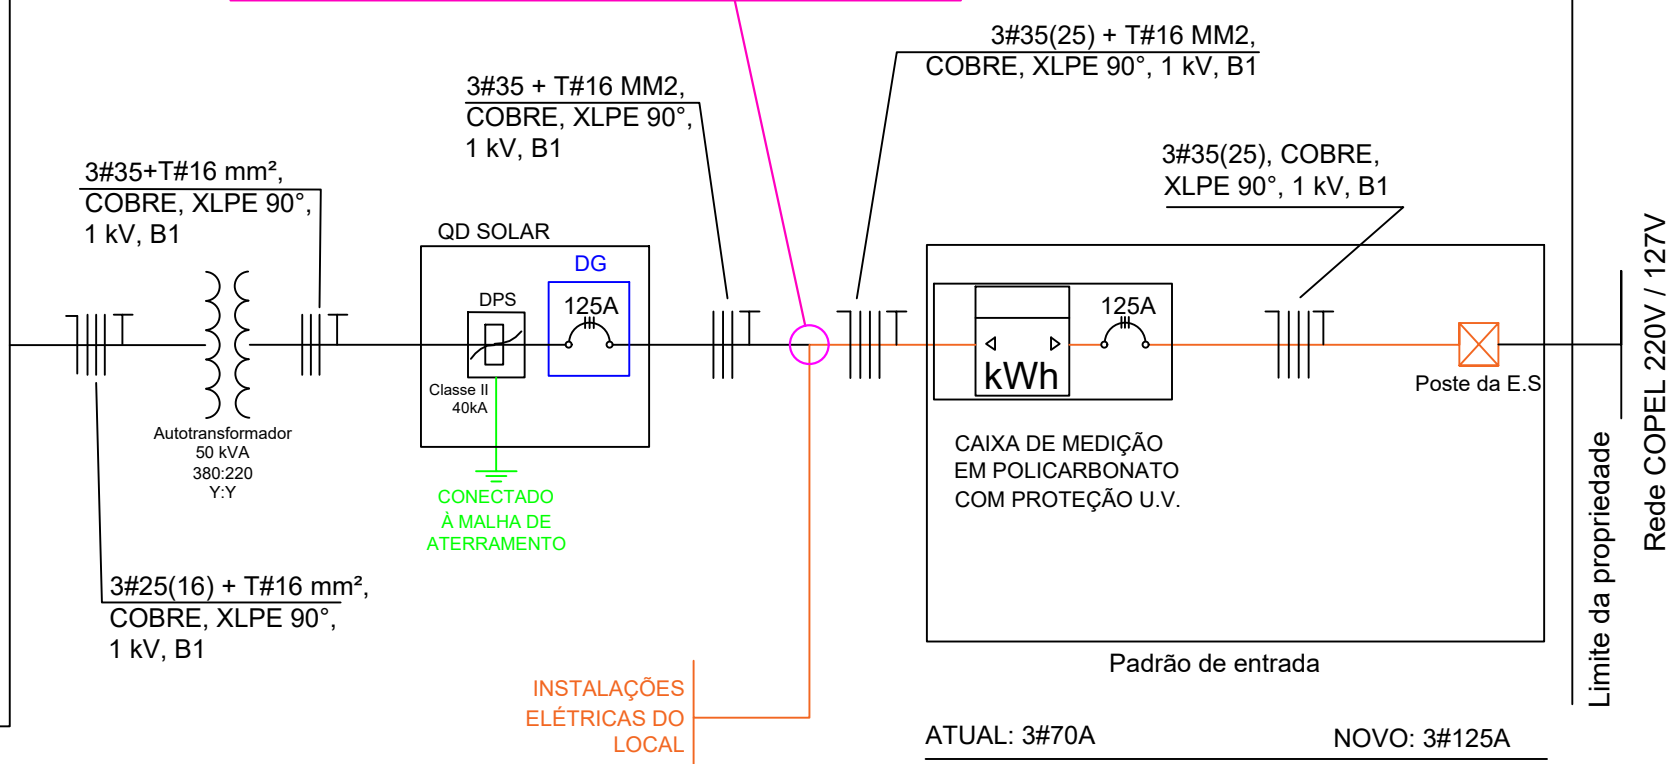 3#35(25) + T#16 MM2,
COBRE, XLPE 90°, 1 kV, B1
3#35 + T#16 MM2,
COBRE, XLPE 90°,
1 kV, B1
3#35(25), COBRE,
XLPE 90°, 1 kV, B1
3#35+T#16 mm²,
COBRE, XLPE 90°,
1 kV, B1
QD SOLAR
DG
DPS
125A
Classe II
40kA
125A
kWh
Poste da E.S
Autotransformador
50 kVA
380:220
Y:Y
CAIXA DE MEDIÇÃO
EM POLICARBONATO
COM PROTEÇÃO U.V.
CONECTADO
À MALHA DE
ATERRAMENTO
3#25(16) + T#16 mm²,
COBRE, XLPE 90°,
1 kV, B1
Padrão de entrada
INSTALAÇÕES
ELÉTRICAS DO
LOCAL
ATUAL: 3#70A
NOVO: 3#125A
Limite da propriedade
Rede COPEL 220V / 127V